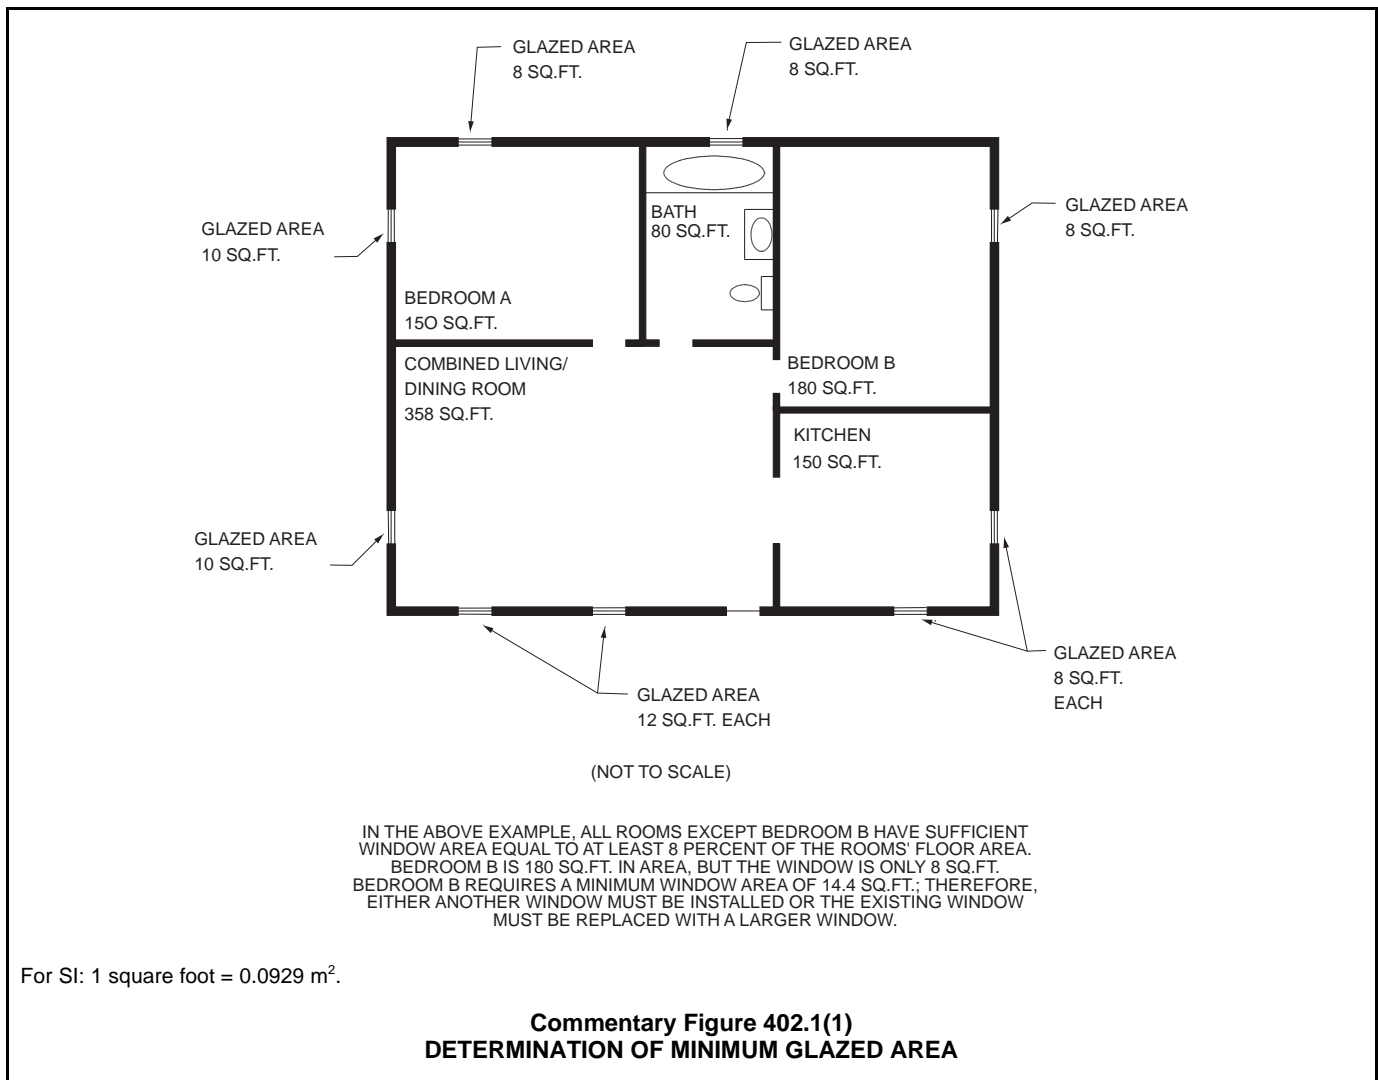 GLAZED AREA
8 SQ.FT.
GLAZED AREA
8 SQ.FT.
GLAZED AREA
10 SQ.FT.
BATH
80 SQ.FT.
GLAZED AREA
8 SQ.FT.
BEDROOM A
15O SQ.FT.
COMBINED LIVING/
DINING ROOM
358 SQ.FT.
BEDROOM B
180 SQ.FT.
KITCHEN
150 SQ.FT.
GLAZED AREA
10 SQ.FT.
GLAZED AREA
12 SQ.FT. EACH
GLAZED AREA
8 SQ.FT.
EACH
(NOT TO SCALE)
IN THE ABOVE EXAMPLE, ALL ROOMS EXCEPT BEDROOM B HAVE SUFFICIENT
WINDOW AREA EQUAL TO AT LEAST 8 PERCENT OF THE ROOMS' FLOOR AREA.
BEDROOM B IS 180 SQ.FT. IN AREA, BUT THE WINDOW IS ONLY 8 SQ.FT.
BEDROOM B REQUIRES A MINIMUM WINDOW AREA OF 14.4 SQ.FT.; THEREFORE,
EITHER ANOTHER WINDOW MUST BE INSTALLED OR THE EXISTING WINDOW
MUST BE REPLACED WITH A LARGER WINDOW.
For SI: 1 square foot = 0.0929 m².
Commentary Figure 402.1(1)
DETERMINATION OF MINIMUM GLAZED AREA